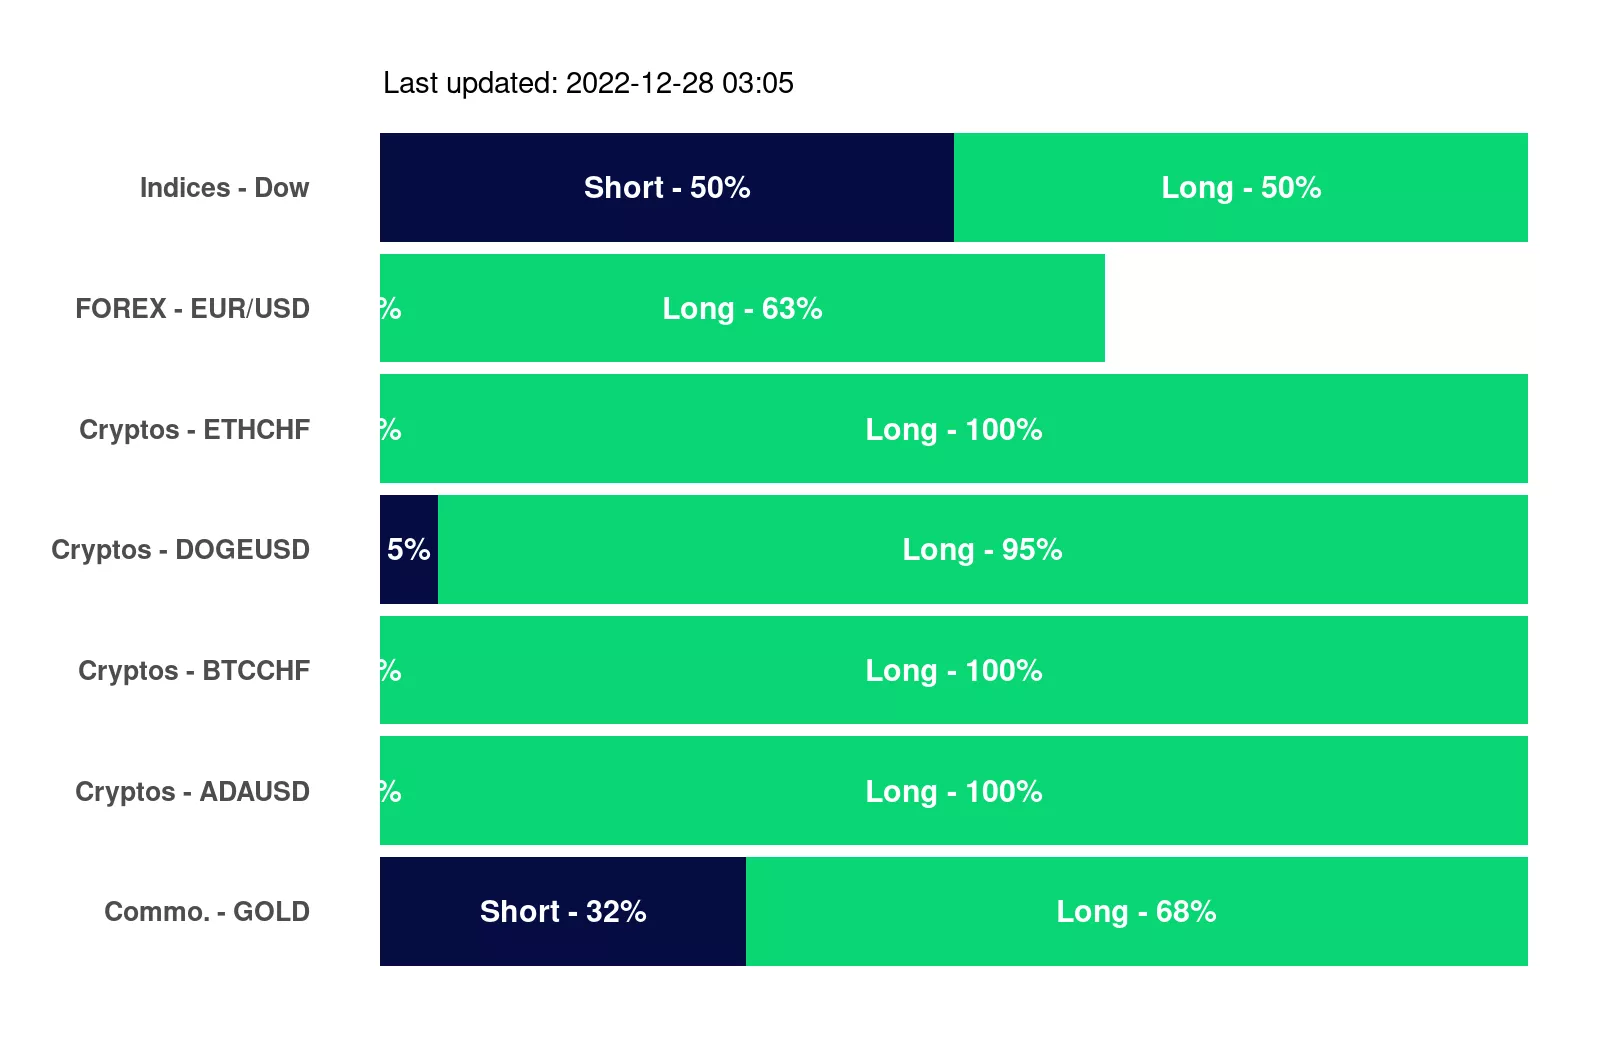 Last updated: 2022-12-28 03:05
Indices - Dow Short - 50% Long - 50%
FOREX - EUR/USD % Long - 63%
Cryptos - ETHCHF % Long - 100%
Cryptos - DOGEUSD 5% Long - 95%
Cryptos - BTCCHF % Long - 100%
Cryptos - ADAUSD % Long - 100%
Commo. - GOLD Short - 32% Long - 68%